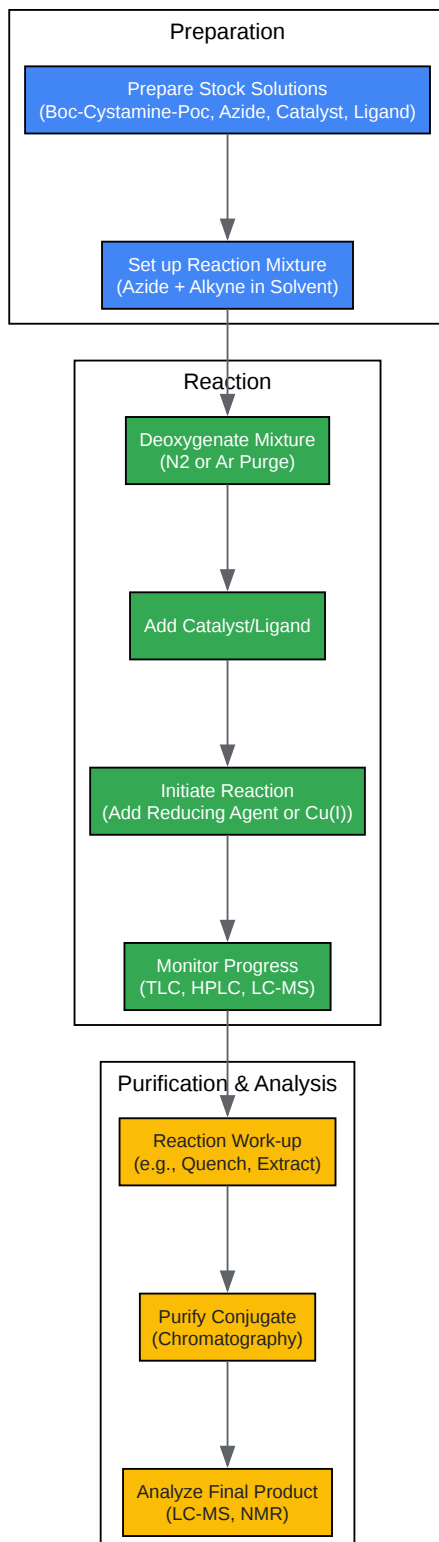 Preparation
Prepare Stock Solutions
(Boc-Cystamine-Poc, Azide, Catalyst, Ligand)
Set up Reaction Mixture
(Azide + Alkyne in Solvent)
Reaction
Deoxygenate Mixture
(N2 or Ar Purge)
Add Catalyst/Ligand
Initiate Reaction
(Add Reducing Agent or Cu(I))
Monitor Progress
(TLC, HPLC, LC-MS)
Purification & Analysis
Reaction Work-up
(e.g., Quench, Extract)
Purify Conjugate
(Chromatography)
Analyze Final Product
(LC-MS, NMR)